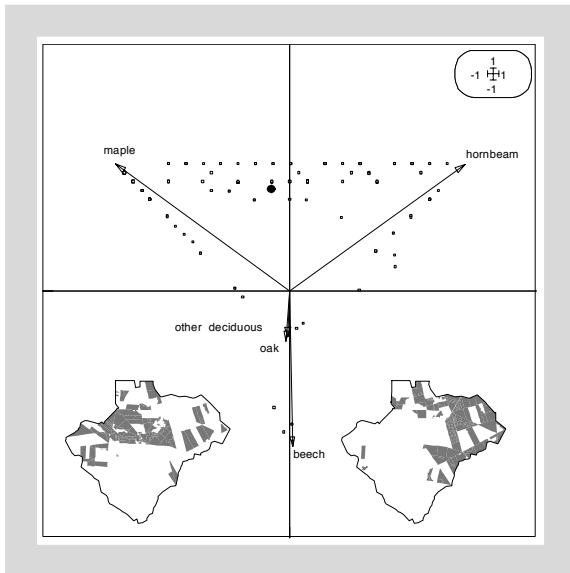 1
-1 1
-1
maple
hornbeam
other deciduous
oak
beech